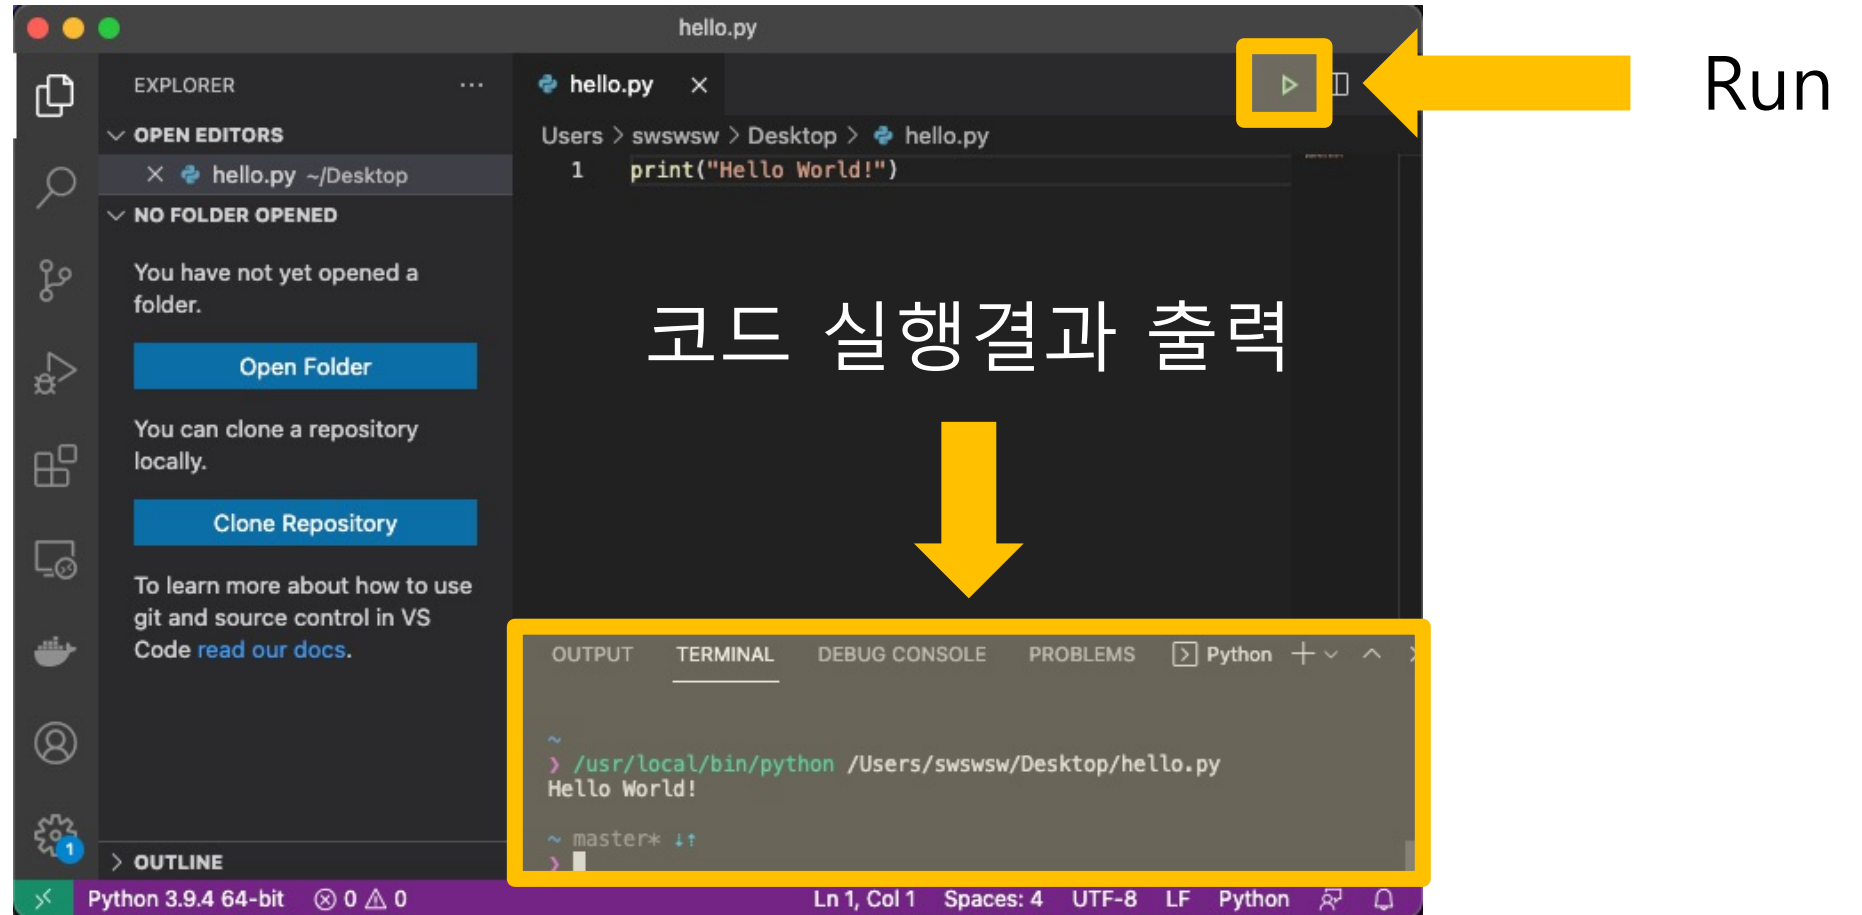 hello.py
Run
EXPLORER
hello.py
OPEN EDITORS
hello.py ~/Desktop
NO FOLDER OPENED
You have not yet opened a
folder.
Open Folder
You can clone a repository
locally.
Clone Repository
To learn more about how to use
git and source control in VS
Code read our docs.
OUTLINE
Users > swswsw > Desktop > hello.py
1 print("Hello World!")
코드 실행결과 출력
OUTPUT TERMINAL DEBUG CONSOLE PROBLEMS Python
~
❯ /usr/local/bin/python /Users/swswsw/Desktop/hello.py
Hello World!
~ master* ↓↑
❯
1
Python 3.9.4 64-bit 0 0 Ln 1, Col 1 Spaces: 4 UTF-8 LF Python